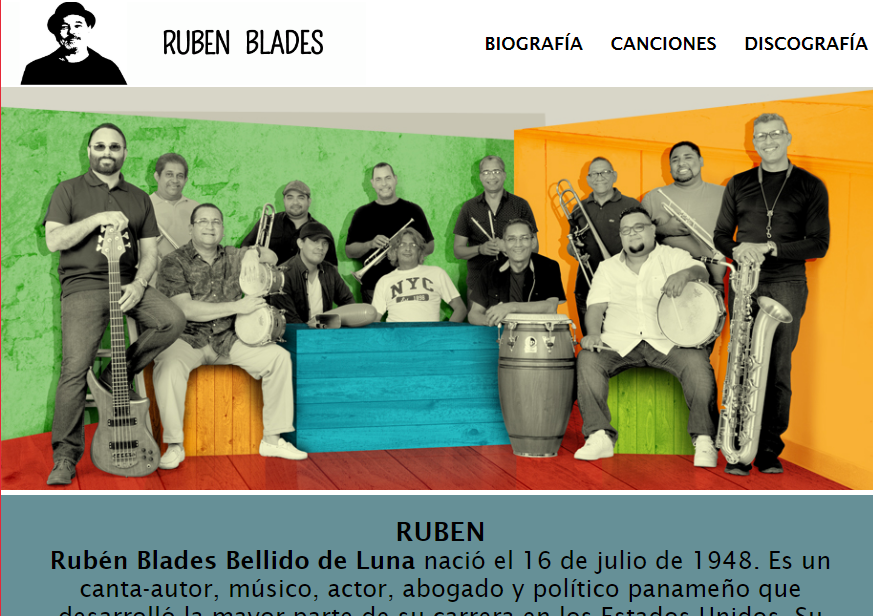 RUBEN BLADES
BIOGRAFÍA CANCIONES DISCOGRAFÍA
NYC
RUBEN
Rubén Blades Bellido de Luna nació el 16 de julio de 1948. Es un
canta-autor, músico, actor, abogado y político panameño que
desarrolló la mayor parte de su carrera en los Estados Unidos. Su